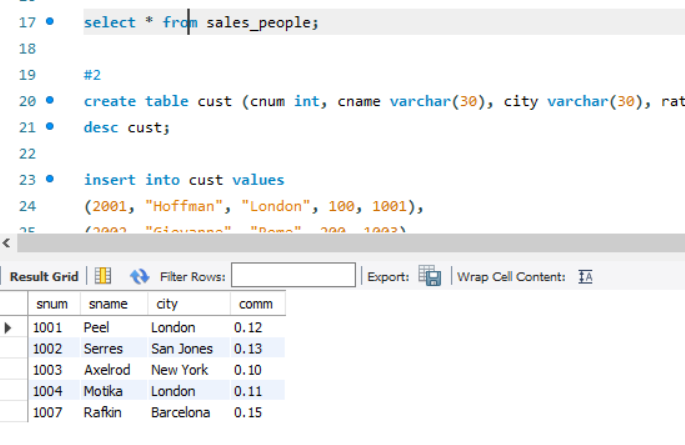 17 select * from sales_people;
18
19 #2
20 create table cust (cnum int, cname varchar(30), city varchar(30), rat
21 desc cust;
22
23 insert into cust values
24 (2001, "Hoffman", "London", 100, 1001),
25 (2002, "Giovanne", "Rome", 200, 1003)
Result Grid Filter Rows: Export: Wrap Cell Content: IA
snum sname city comm
1001 Peel London 0.12
1002 Serres San Jones 0.13
1003 Axelrod New York 0.10
1004 Motika London 0.11
1007 Rafkin Barcelona 0.15